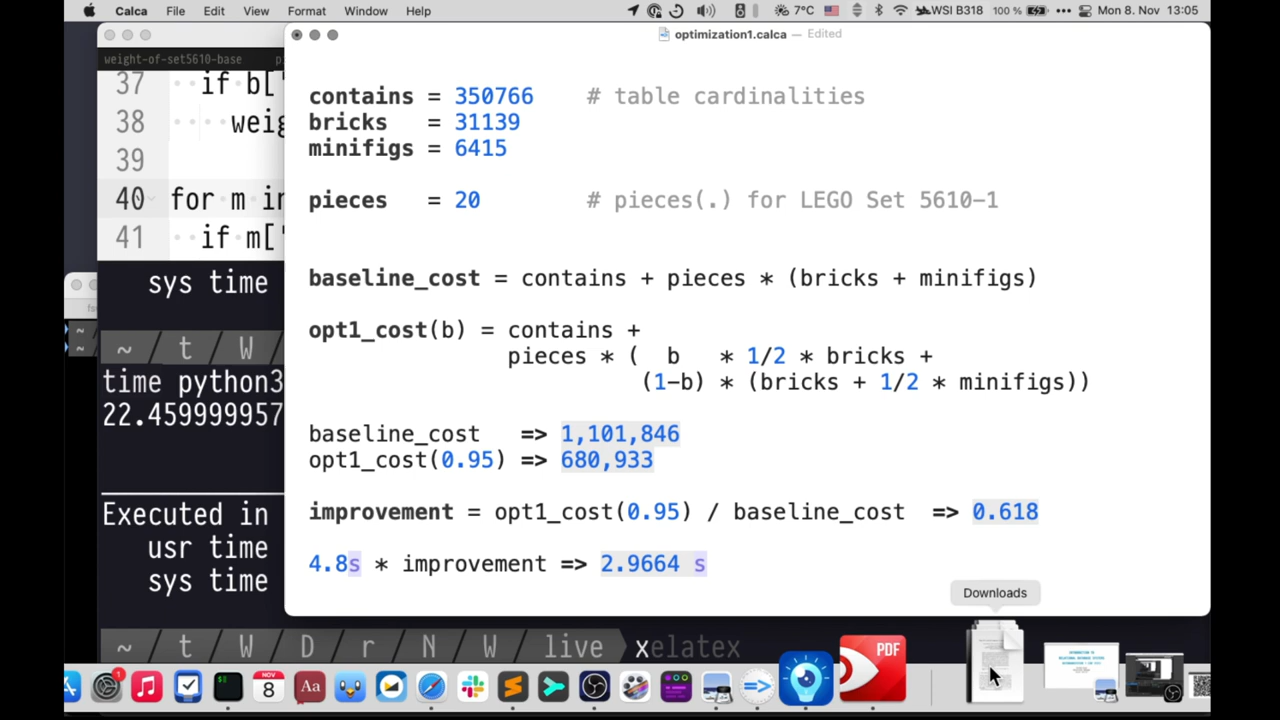 Calca File Edit View Format Window Help 7°C WSI B318 100 % Mon 8. Nov 13:05
optimization1.calca — Edited
weight-of-set5610-base
37 if b['
38 weig
39
40 for m in
41 if m['
sys time
~ / t / W /
time python3
22.459999957
Executed in
usr time
sys time
~ / t / W / D / r / N / W / live xelatex
contains = 350766 # table cardinalities
bricks = 31139
minifigs = 6415
pieces = 20 # pieces(.) for LEGO Set 5610-1
baseline_cost = contains + pieces * (bricks + minifigs)
opt1_cost(b) = contains +
pieces * ( b * 1/2 * bricks +
(1-b) * (bricks + 1/2 * minifigs))
baseline_cost => 1,101,846
opt1_cost(0.95) => 680,933
improvement = opt1_cost(0.95) / baseline_cost => 0.618
4.8s * improvement => 2.9664 s
Downloads
1
NOV
8
Aa
PDF